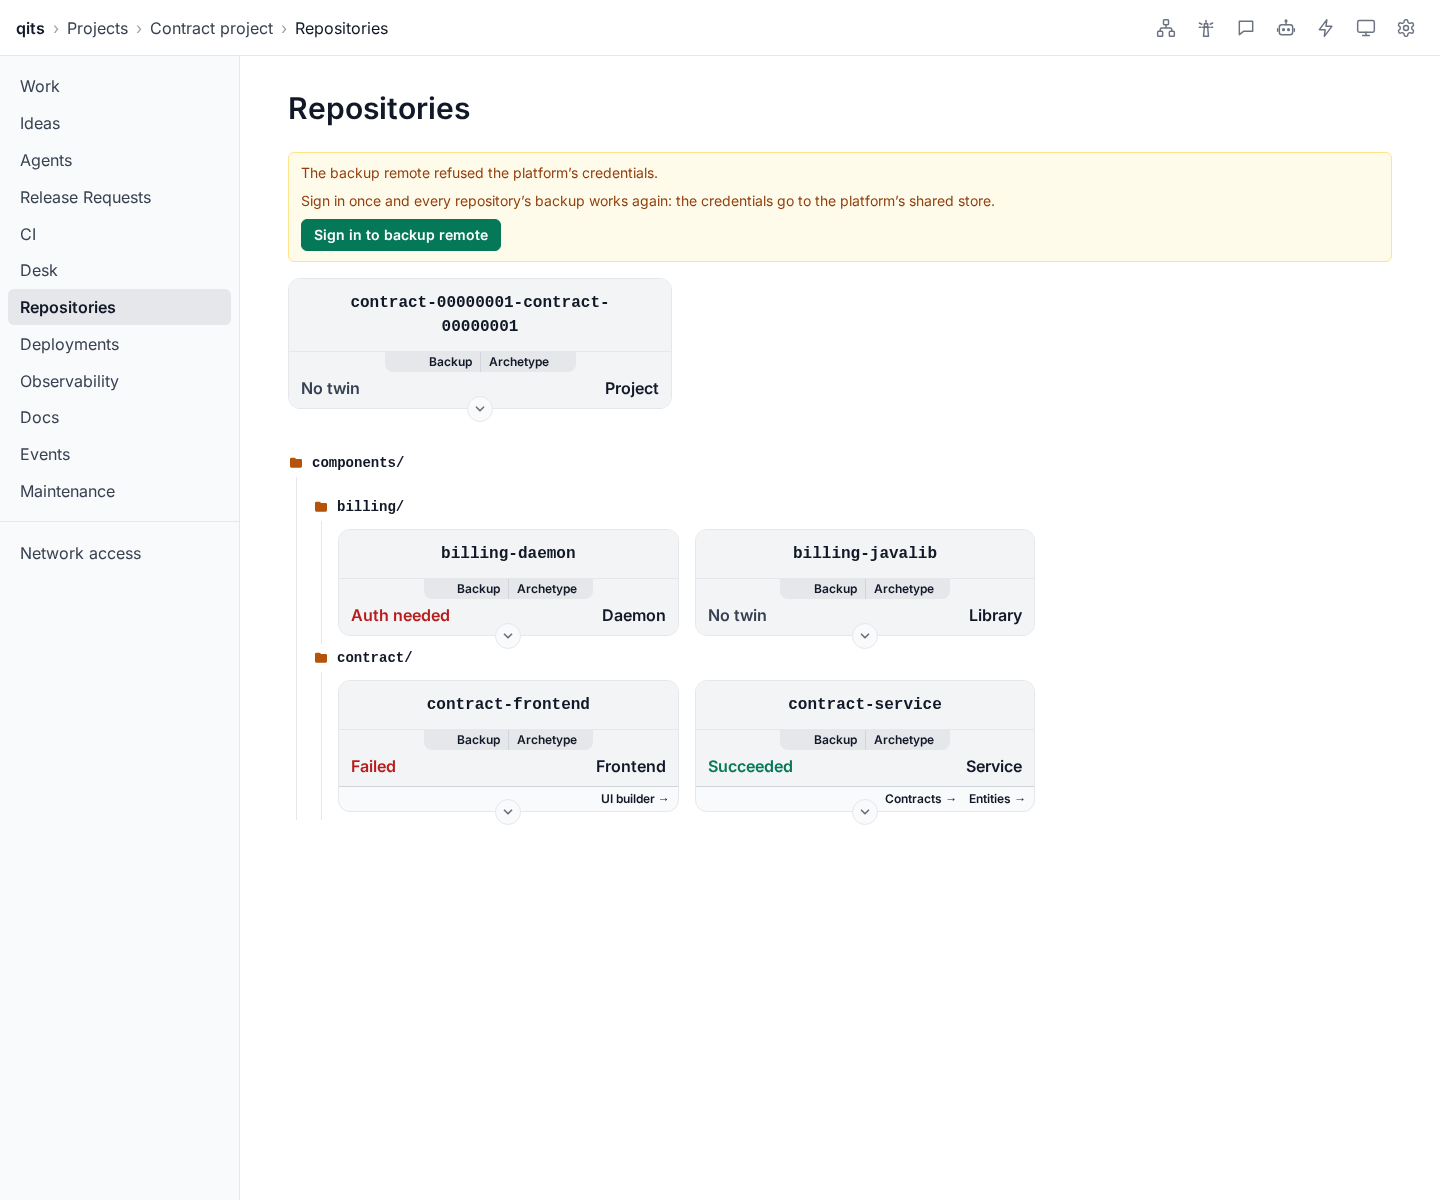 qits › Projects › Contract project › Repositories
Work
Ideas
Agents
Release Requests
CI
Desk
Repositories
Deployments
Observability
Docs
Events
Maintenance
Network access
Repositories
The backup remote refused the platform’s credentials.
Sign in once and every repository’s backup works again: the credentials go to the platform’s shared store.
Sign in to backup remote
contract-00000001-contract-
00000001
Backup Archetype
No twin Project
components/
billing/
billing-daemon
Backup Archetype
Auth needed Daemon
billing-javalib
Backup Archetype
No twin Library
contract/
contract-frontend
Backup Archetype
Failed Frontend
UI builder →
contract-service
Backup Archetype
Succeeded Service
Contracts → Entities →